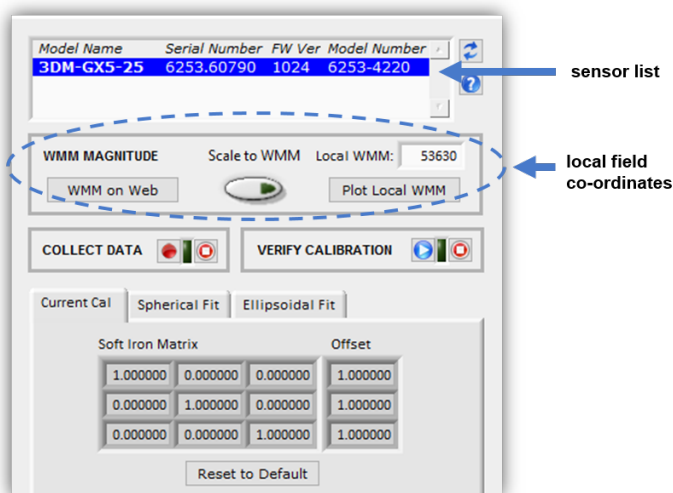 Model Name Serial Number FW Ver Model Number
3DM-GX5-25 6253.60790 1024 6253-4220
sensor list
WMM MAGNITUDE Scale to WMM Local WMM: 53630
WMM on Web Plot Local WMM
local field
co-ordinates
COLLECT DATA VERIFY CALIBRATION
Current Cal Spherical Fit Ellipsoidal Fit
Soft Iron Matrix Offset
1.000000 0.000000 0.000000 1.000000
0.000000 1.000000 0.000000 1.000000
0.000000 0.000000 1.000000 1.000000
Reset to Default